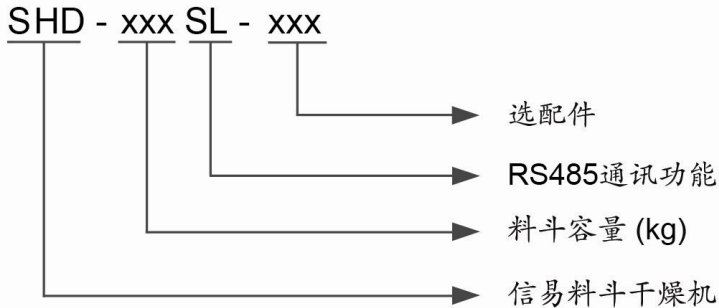 SHD - xxx SL - xxx
选配件
RS485通讯功能
料斗容量 (kg)
信易料斗干燥机